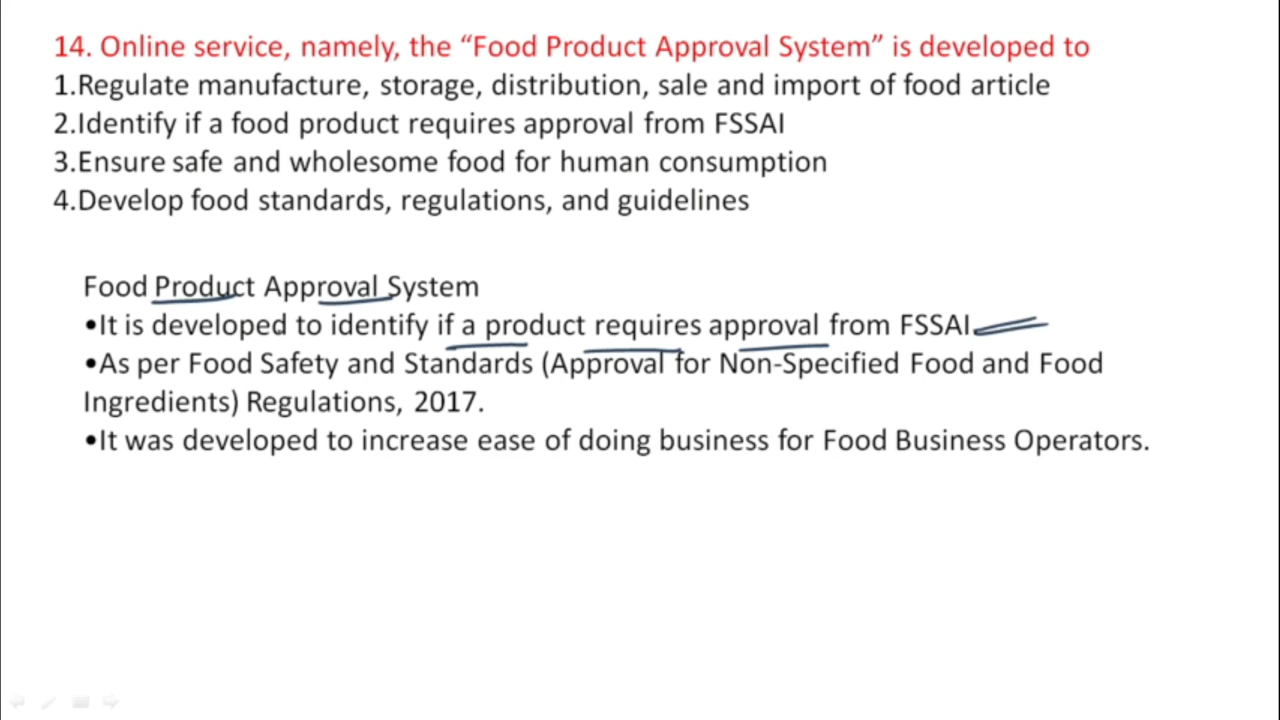 14. Online service, namely, the “Food Product Approval System” is developed to
1.Regulate manufacture, storage, distribution, sale and import of food article
2.Identify if a food product requires approval from FSSAI
3.Ensure safe and wholesome food for human consumption
4.Develop food standards, regulations, and guidelines
Food Product Approval System
•It is developed to identify if a product requires approval from FSSAI
•As per Food Safety and Standards (Approval for Non-Specified Food and Food
Ingredients) Regulations, 2017.
•It was developed to increase ease of doing business for Food Business Operators.